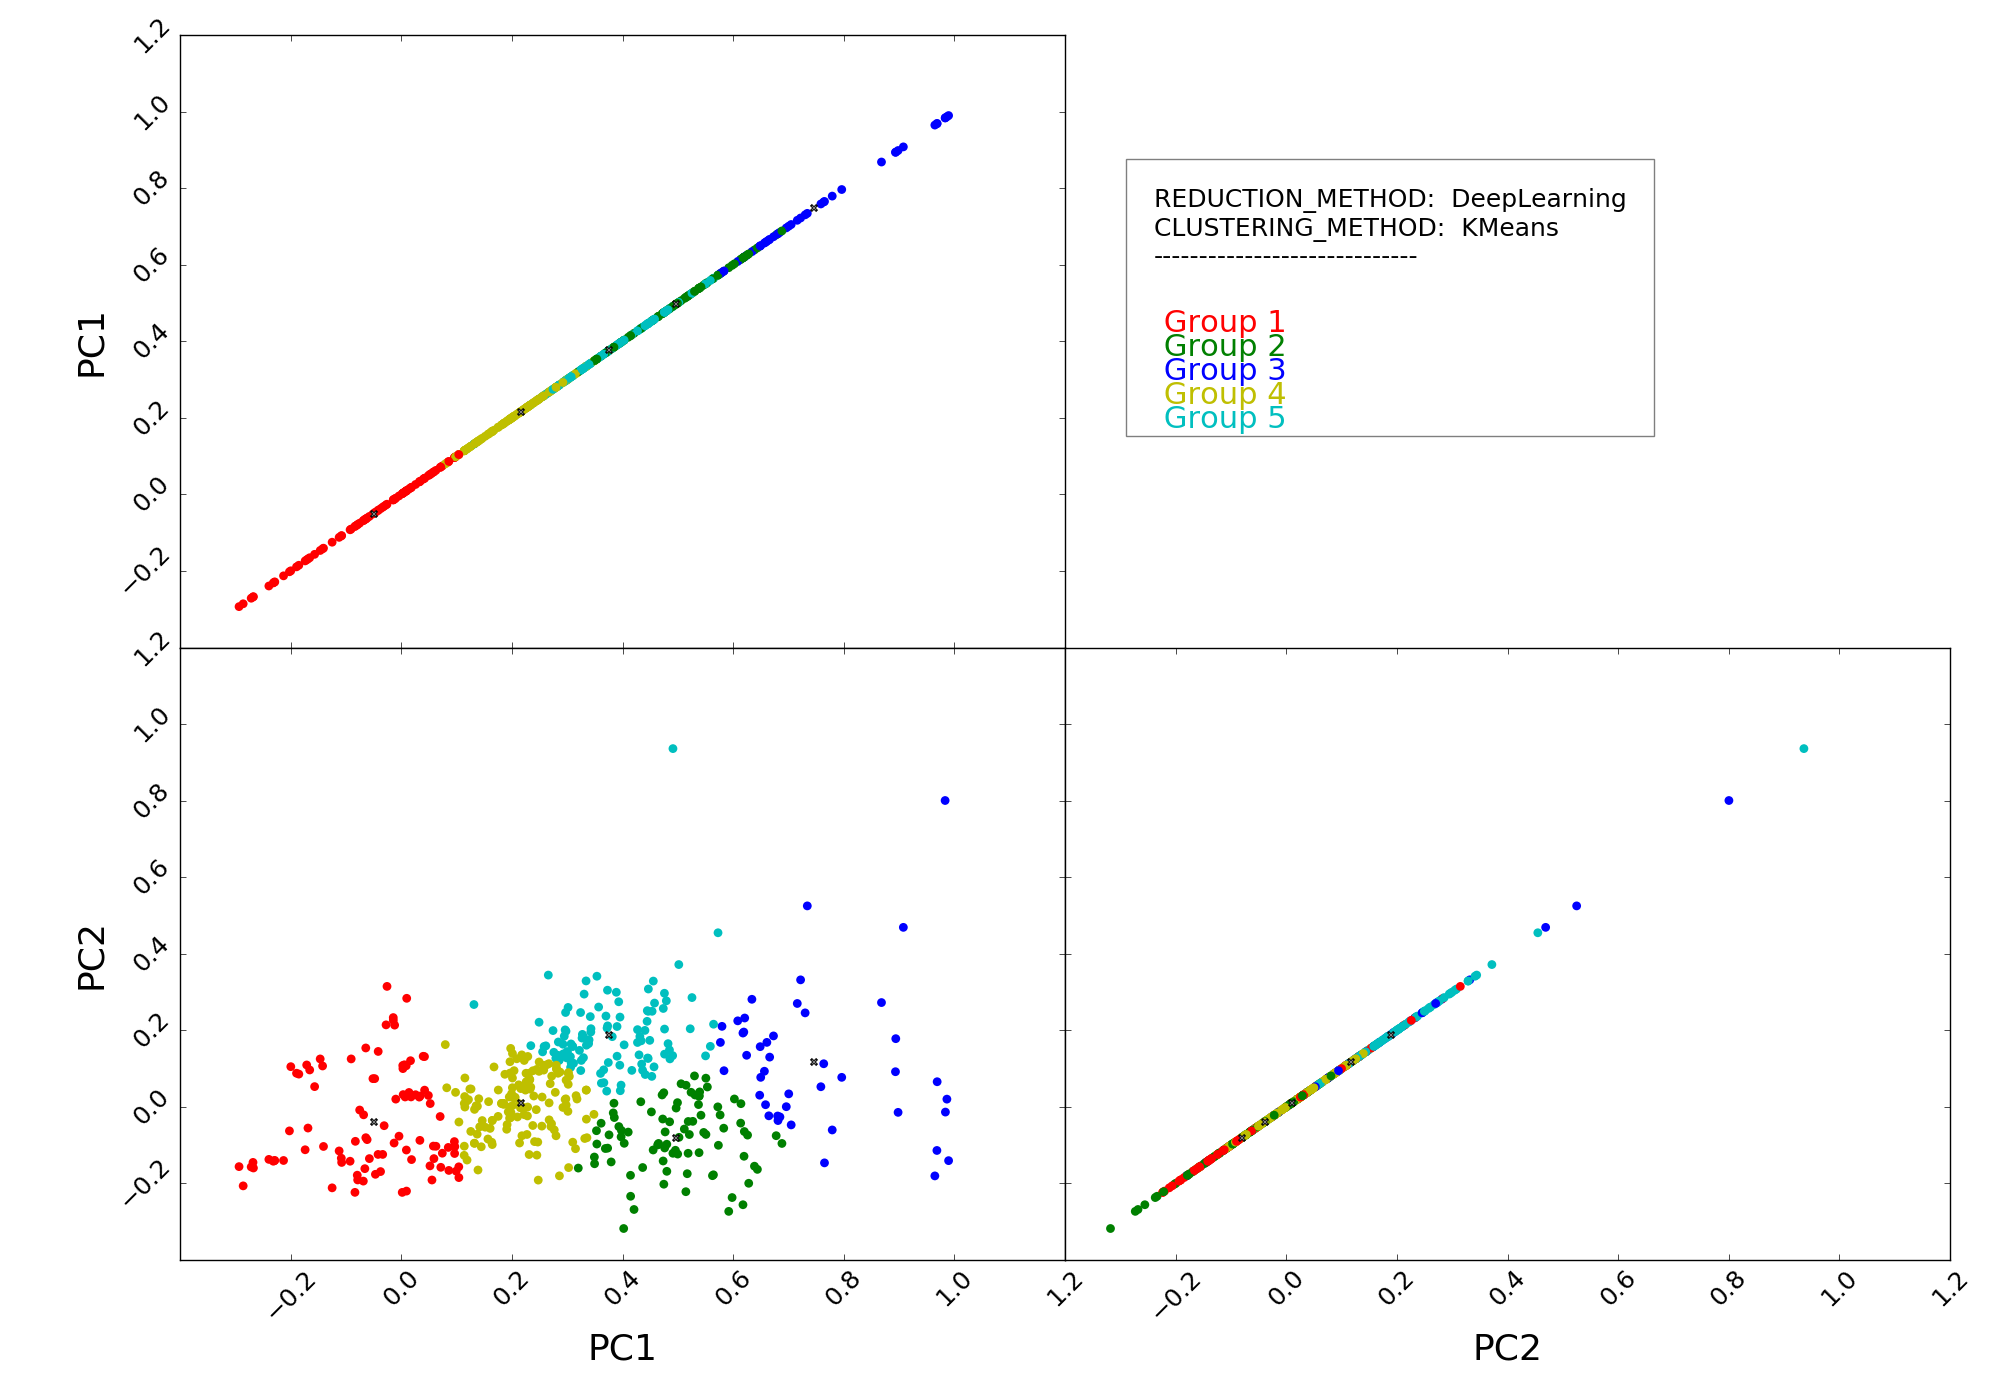 1.2
1.0
0.8
0.6
0.4
0.2
0.0
−0.2
PC1
REDUCTION_METHOD:  DeepLearning
CLUSTERING_METHOD:  KMeans
------------------------------
Group 1
Group 2
Group 3
Group 4
Group 5
1.2
1.0
0.8
0.6
0.4
0.2
0.0
−0.2
PC2
−0.2 0.0 0.2 0.4 0.6 0.8 1.0 1.2
−0.2 0.0 0.2 0.4 0.6 0.8 1.0 1.2
PC1
PC2